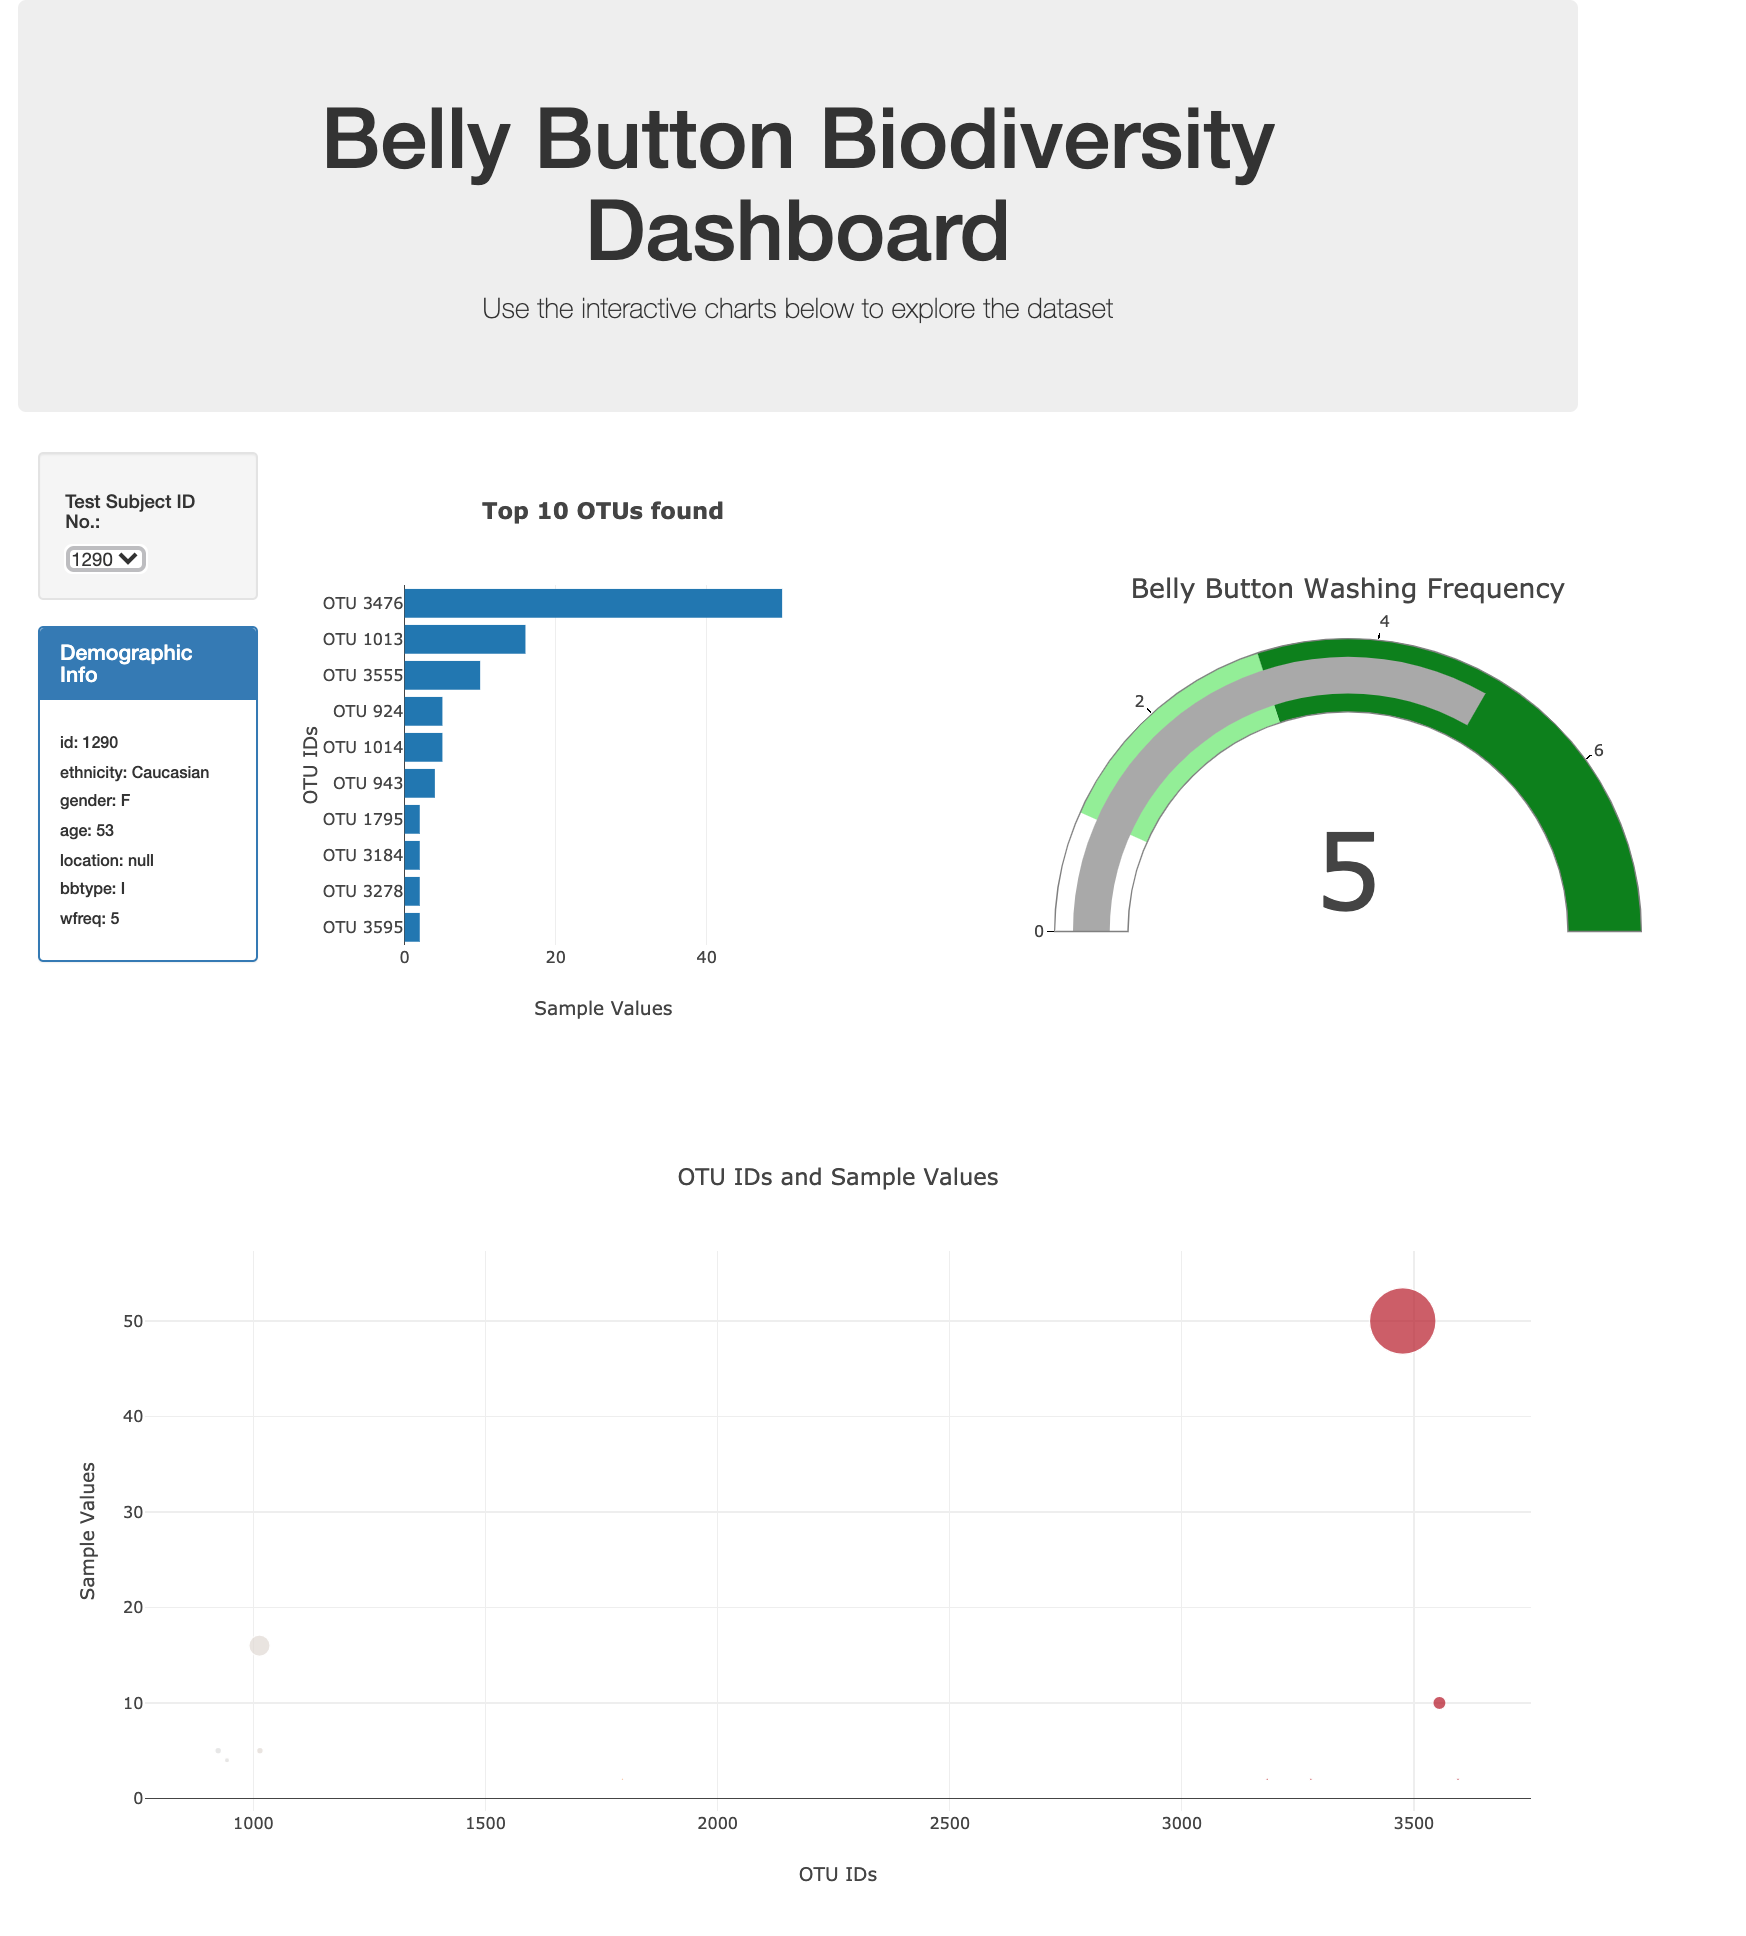 Belly Button Biodiversity
Dashboard
Use the interactive charts below to explore the dataset
Test Subject ID
No.:
1290
Demographic
Info
id: 1290
ethnicity: Caucasian
gender: F
age: 53
location: null
bbtype: I
wfreq: 5
Top 10 OTUs found
OTU IDs
OTU 3476
OTU 1013
OTU 3555
OTU 924
OTU 1014
OTU 943
OTU 1795
OTU 3184
OTU 3278
OTU 3595
0 20 40
Sample Values
Belly Button Washing Frequency
0
2
4
6
5
OTU IDs and Sample Values
Sample Values
50
40
30
20
10
0
1000 1500 2000 2500 3000 3500
OTU IDs